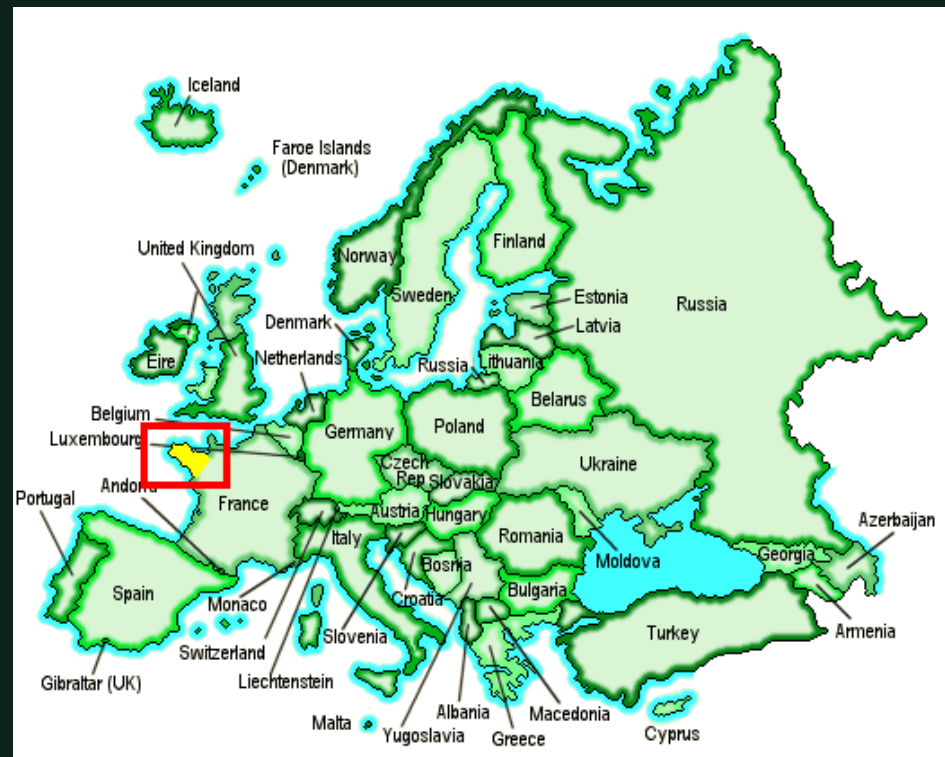 Iceland
Faroe Islands
(Denmark)
United Kingdom
Norway
Finland
Sweden
Russia
Estonia
Denmark
Latvia
Eire
Netherlands
Russia
Lithuania
Belarus
Belgium
Germany
Poland
Luxembourg
Czech
Rep
Slovakia
Ukraine
Andorra
Portugal
France
Austria
Hungary
Italy
Romania
Azerbaijan
Georgia
Moldova
Bosnia
Spain
Bulgaria
Monaco
Croatia
Slovenia
Turkey
Armenia
Switzerland
Gibraltar (UK)
Liechtenstein
Albania
Macedonia
Malta
Yugoslavia
Greece
Cyprus